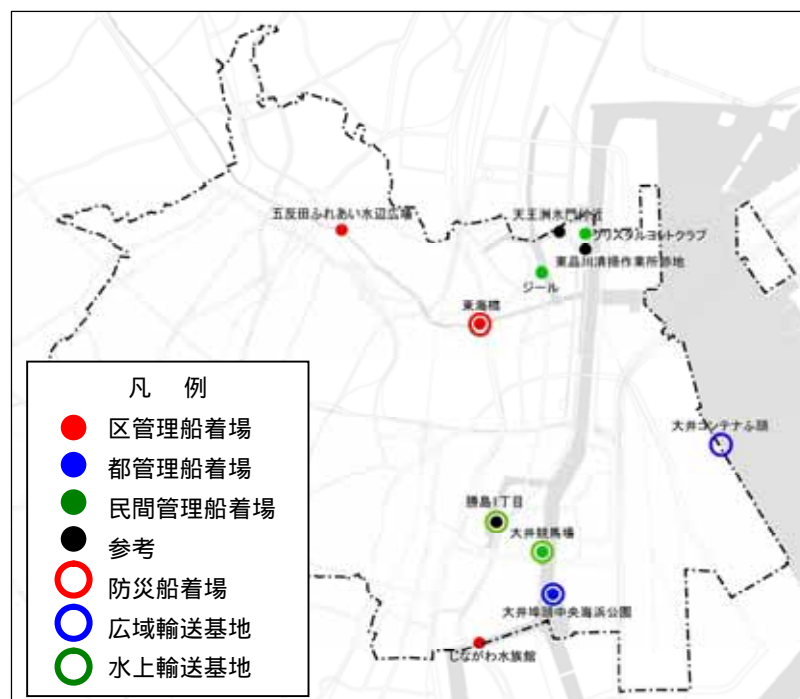 五反田ふれあい水辺広場
天王洲水門付近
クリスタルヨットクラブ
東品川清掃作業所跡地
ジール
東海橋
大井コンテナふ頭
勝島1丁目
大井競馬場
大井埠頭中央海浜公園
しながわ水族館
凡 例
区管理船着場
都管理船着場
民間管理船着場
参考
防災船着場
広域輸送基地
水上輸送基地